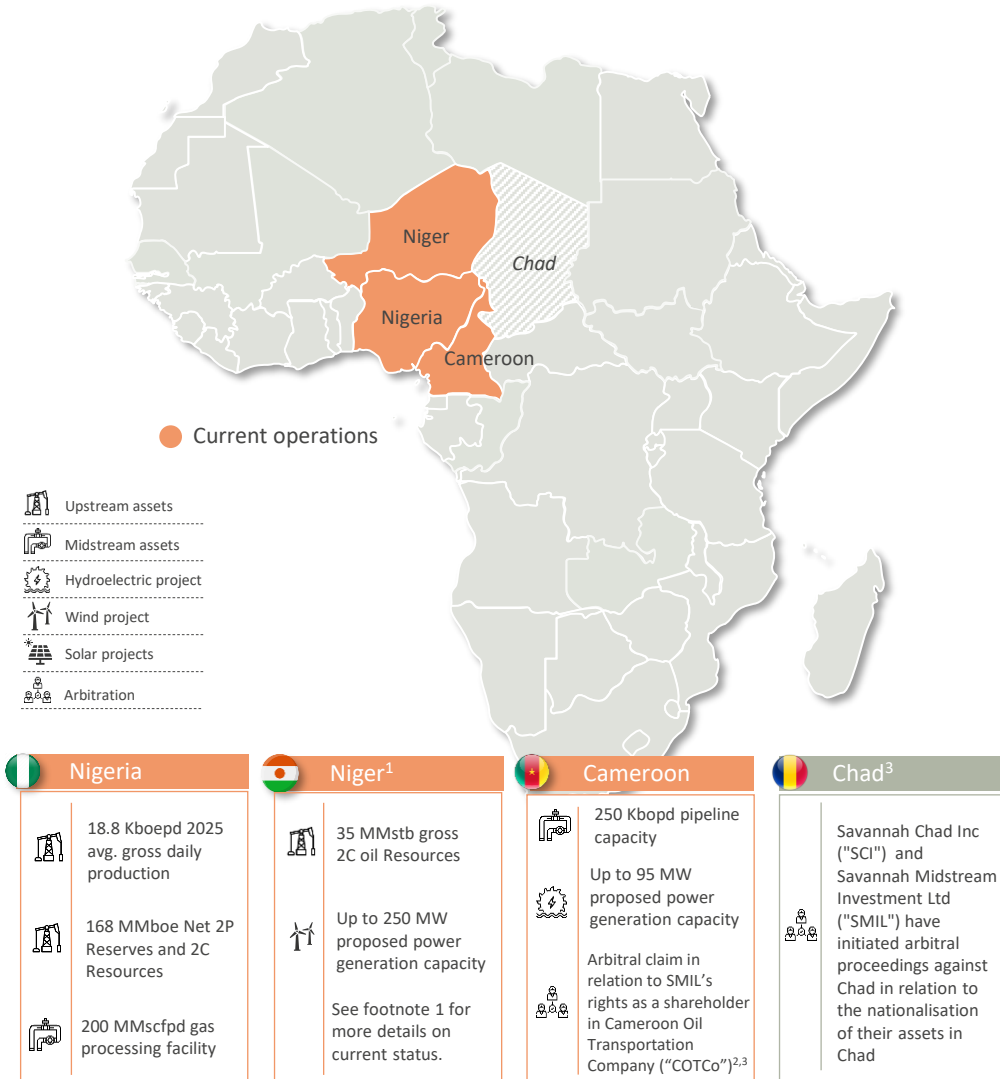 Niger
Chad
Nigeria
Cameroon
Current operations
Upstream assets
Midstream assets
Hydroelectric project
Wind project
Solar projects
Arbitration
Nigeria
18.8 Kboepd 2025
avg. gross daily
production
168 MMboe Net 2P
Reserves and 2C
Resources
200 MMscfpd gas
processing facility
Niger1
35 MMstb gross
2C oil Resources
Up to 250 MW
proposed power
generation capacity
See footnote 1 for
more details on
current status.
Cameroon
250 Kbopd pipeline
capacity
Up to 95 MW
proposed power
generation capacity
Arbitral claim in
relation to SMIL’s
rights as a shareholder
in Cameroon Oil
Transportation
Company (“COTCo”)2,3
Chad3
Savannah Chad Inc
("SCI") and
Savannah Midstream
Investment Ltd
("SMIL") have
initiated arbitral
proceedings against
Chad in relation to
the nationalisation
of their assets in
Chad